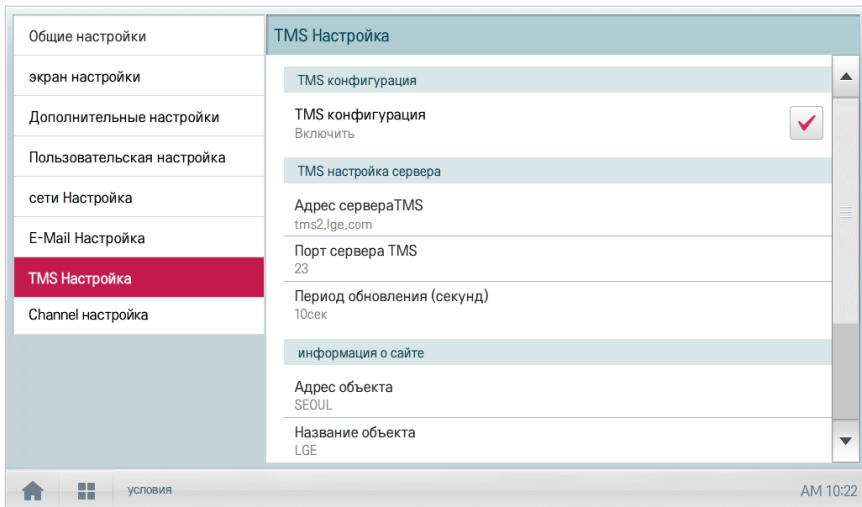 Общие настройки
экран настройки
Дополнительные настройки
Пользовательская настройка
сети Настройка
E-Mail Настройка
TMS Настройка
Channel настройка
TMS Настройка
TMS конфигурация
TMS конфигурация
Включить
TMS настройка сервера
Адрес сервераTMS
tms2.lge.com
Порт сервера TMS
23
Период обновления (секунд)
10сек
информация о сайте
Адрес объекта
SEOUL
Название объекта
LGE
условия
AM 10:22